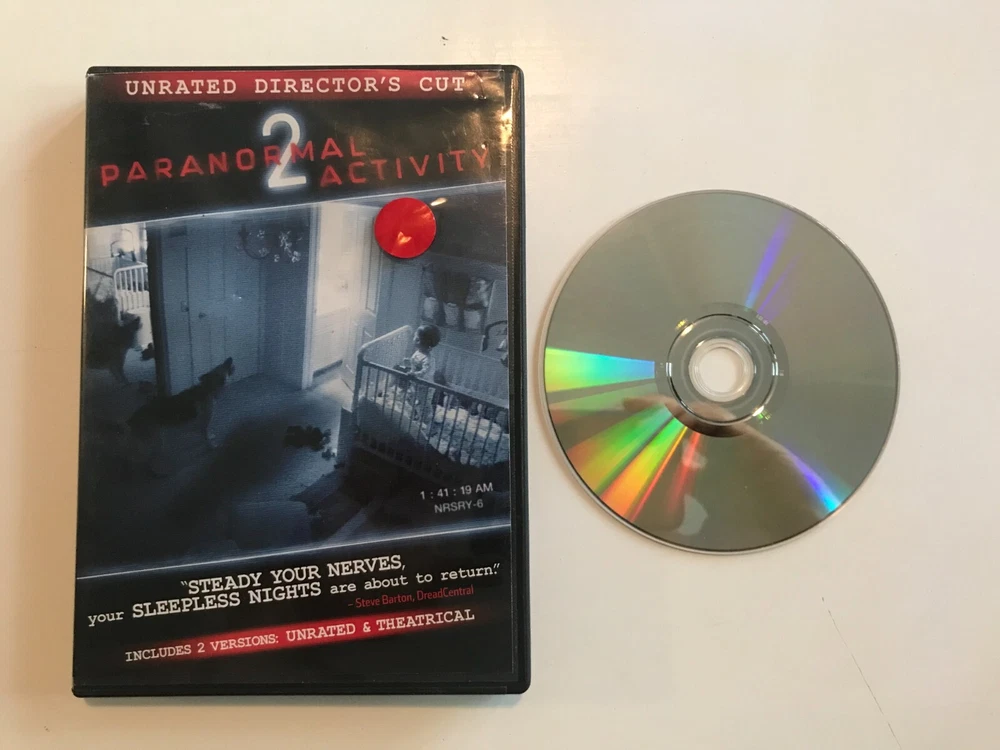 UNRATED DIRECTOR'S CUT
2
PARANORMAL
ACTIVITY
1 : 41 : 19 AM
NRSRY-6
"STEADY YOUR NERVES,
your SLEEPLESS NIGHTS are about to return."
– Steve Barton, DreadCentral
INCLUDES 2 VERSIONS: UNRATED & THEATRICAL